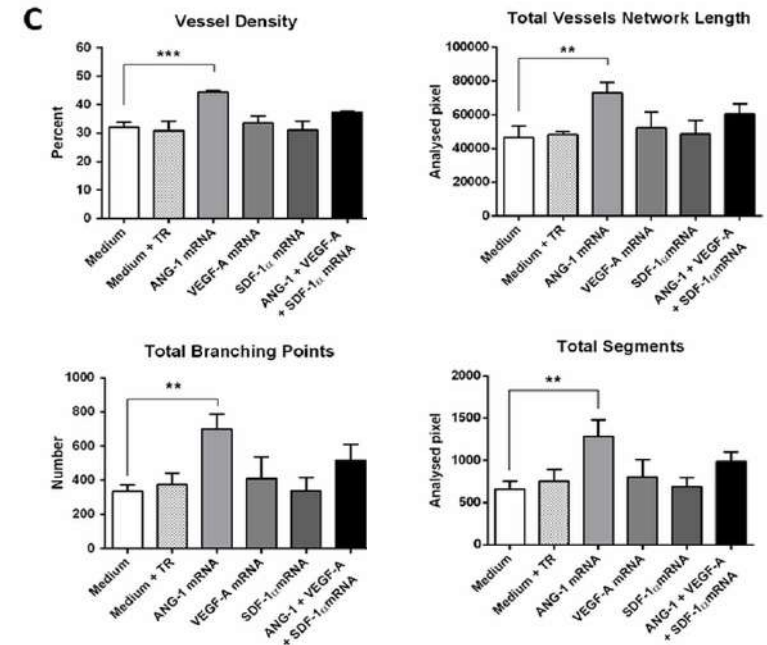 C
Vessel Density
Percent
60
50
40
30
20
10
0
***
Medium
Medium + TR
ANG-1 mRNA
VEGF-A mRNA
SDF-1α mRNA
ANG-1 + VEGF-A
+ SDF-1α mRNA
Total Vessels Network Length
Analysed pixel
100000
80000
60000
40000
20000
0
**
Medium
Medium + TR
ANG-1 mRNA
VEGF-A mRNA
SDF-1αmRNA
ANG-1 + VEGF-A
+ SDF-1αmRNA
Total Branching Points
Number
1000
800
600
400
200
0
**
Medium
Medium + TR
ANG-1 mRNA
VEGF-A mRNA
SDF-1αmRNA
ANG-1 + VEGF-A
+ SDF-1αmRNA
Total Segments
Analysed pixel
2000
1500
1000
500
0
**
Medium
Medium + TR
ANG-1 mRNA
VEGF-A mRNA
SDF-1αmRNA
ANG-1 + VEGF-A
+ SDF-1αmRNA